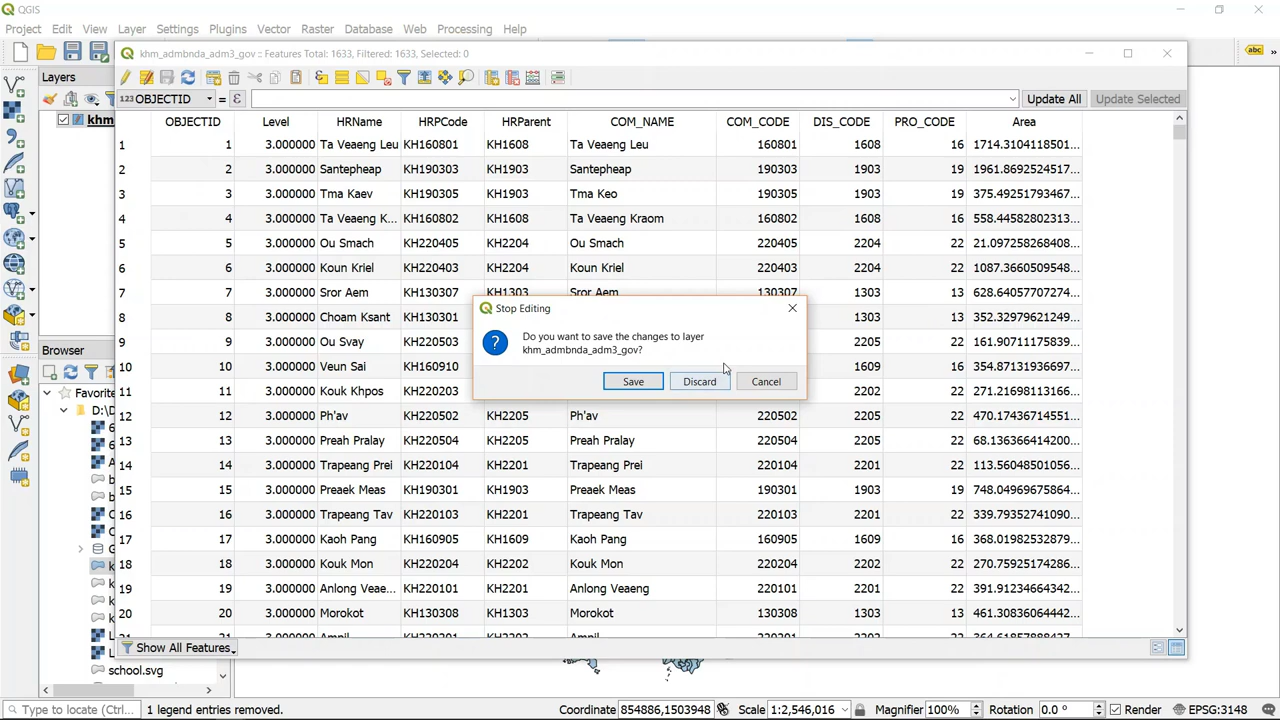 QGIS
Project Edit View Layer Settings Plugins Vector Raster Database Web Processing Help
khm_admbnda_adm3_gov :: Features Total: 1633, Filtered: 1633, Selected: 0
abc »
Layers
khm
123 OBJECTID = ε Update All Update Selected
OBJECTID Level HRName HRPCode HRParent COM_NAME COM_CODE DIS_CODE PRO_CODE Area
1 1 3.000000 Ta Veaeng Leu KH160801 KH1608 Ta Veaeng Leu 160801 1608 16 1714.3104118501...
2 2 3.000000 Santepheap KH190303 KH1903 Santepheap 190303 1903 19 1961.8692524517...
3 3 3.000000 Tma Kaev KH190305 KH1903 Tma Keo 190305 1903 19 375.49251793467...
4 4 3.000000 Ta Veaeng K... KH160802 KH1608 Ta Veaeng Kraom 160802 1608 16 558.44582802313...
5 5 3.000000 Ou Smach KH220405 KH2204 Ou Smach 220405 2204 22 21.097258268408...
6 6 3.000000 Koun Kriel KH220403 KH2204 Koun Kriel 220403 2204 22 1087.3660509548...
7 7 3.000000 Sror Aem KH130307 KH1303 Sror Aem 130307 1303 13 628.64057707274...
8 8 3.000000 Choam Ksant KH130301 1303 13 352.32979621249...
9 9 3.000000 Ou Svay KH220503 2205 22 161.90711175839...
10 10 3.000000 Veun Sai KH160910 1609 16 354.87131936697...
11 11 3.000000 Kouk Khpos KH220203 2202 22 271.21698113166...
12 12 3.000000 Ph'av KH220502 KH2205 Ph'av 220502 2205 22 470.17436714551...
13 13 3.000000 Preah Pralay KH220504 KH2205 Preah Pralay 220504 2205 22 68.136366414200...
14 14 3.000000 Trapeang Prei KH220104 KH2201 Trapeang Prei 220104 2201 22 113.56048501056...
15 15 3.000000 Preaek Meas KH190301 KH1903 Preaek Meas 190301 1903 19 748.04969675864...
16 16 3.000000 Trapeang Tav KH220103 KH2201 Trapeang Tav 220103 2201 22 339.79352741090...
17 17 3.000000 Kaoh Pang KH160905 KH1609 Kaoh Pang 160905 1609 16 368.01982532879...
18 18 3.000000 Kouk Mon KH220204 KH2202 Kouk Mon 220204 2202 22 270.75925174286...
19 19 3.000000 Anlong Veae... KH220101 KH2201 Anlong Veaeng 220101 2201 22 391.91234664342...
20 20 3.000000 Morokot KH130308 KH1303 Morokot 130308 1303 13 461.30836064442...
21 21 3.000000 Ampil KH220201 KH2202 Ampil 220201 2202 22 364.61857888427...
Stop Editing
Do you want to save the changes to layer
khm_admbnda_adm3_gov?
Save Discard Cancel
Browser
Favorite
D:\D
school.svg
Show All Features
Type to locate (Ctrl... 1 legend entries removed. Coordinate 854886,1503948 Scale 1:2,546,016 Magnifier 100% Rotation 0.0 ° Render EPSG:3148